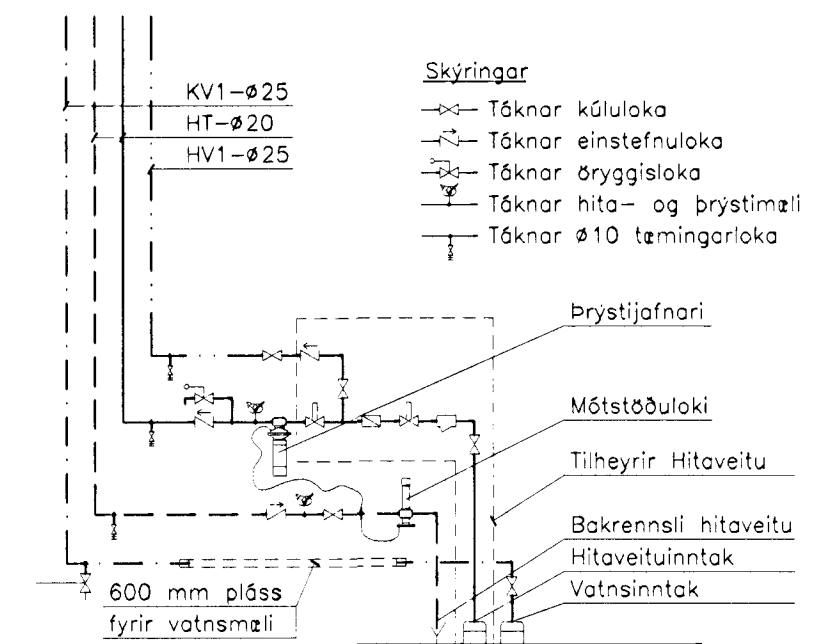 KV1-ø25
HT-ø20
HV1-ø25
Skýringar
Táknar kúluloka
Táknar einstefnuloka
Táknar öryggisloka
Táknar hita- og þrýstimæli
Táknar ø10 tæmingarloka
Þrýstijafnari
Mótstöðuloki
Tilheyrir Hitaveitu
Bakrennsli hitaveitu
Hitaveituinntak
Vatnsinntak
600 mm pláss
fyrir vatnsmæli